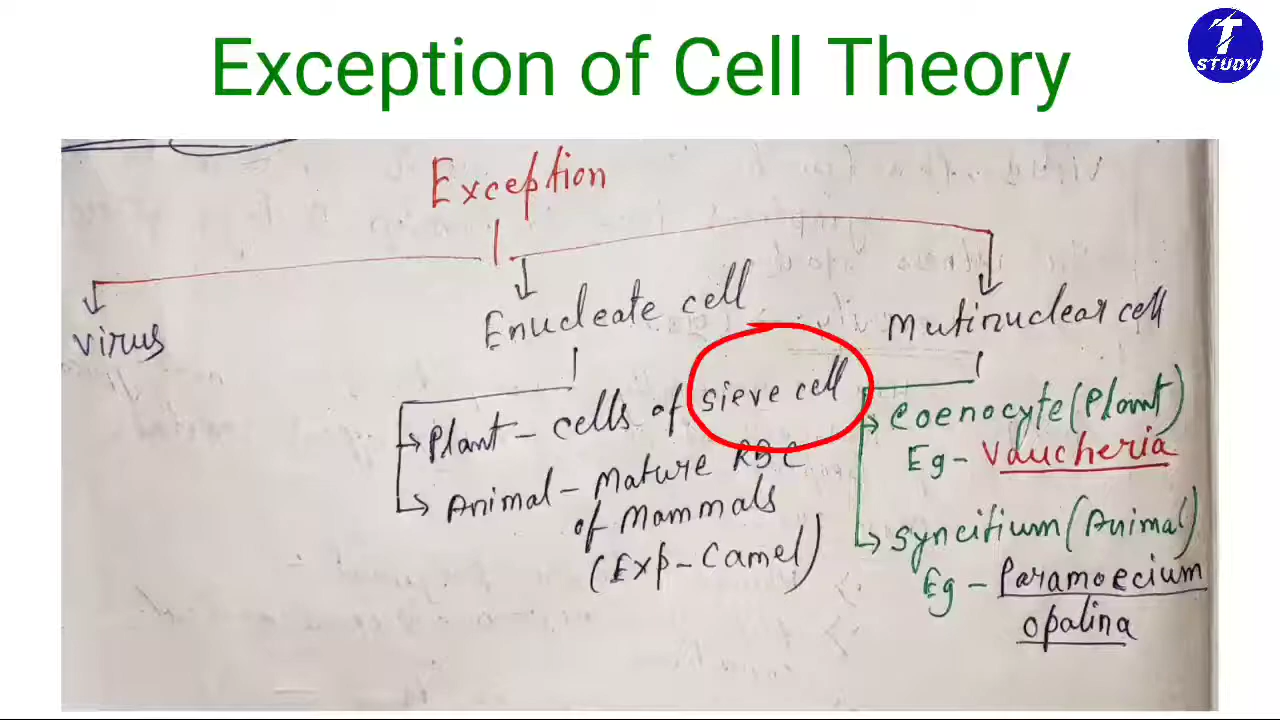 Exception of Cell Theory
T
STUDY
Exception
Virus
Enucleate cell
Mutinuclear cell
Plant - cells of sieve cell
Animal - Mature RBC
of Mammals
(Exp - Camel)
Coenocyte (Plant)
Eg - Vaucheria
Syncitium (Animal)
Eg - Paramoecium
opalina